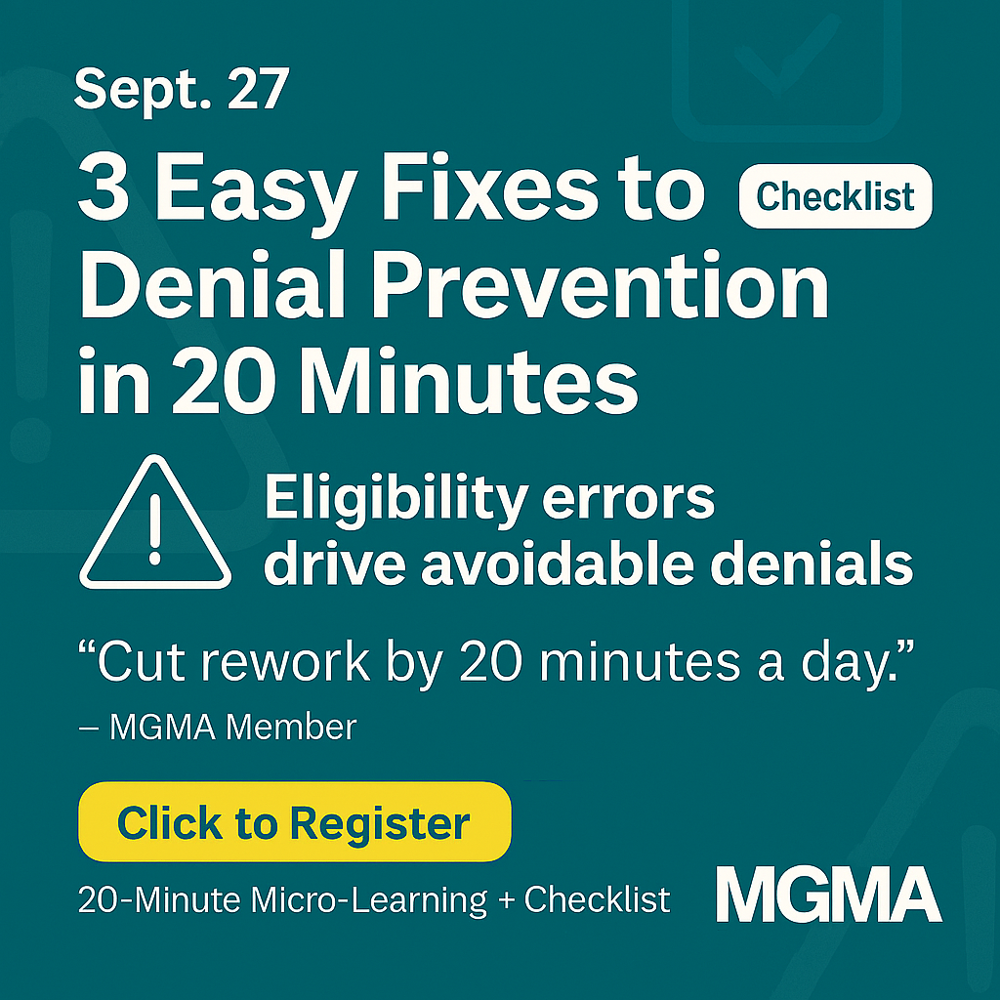 Sept. 27
3 Easy Fixes to
Checklist
Denial Prevention
in 20 Minutes
Eligibility errors
drive avoidable denials
“Cut rework by 20 minutes a day.”
– MGMA Member
Click to Register
20-Minute Micro-Learning + Checklist
MGMA